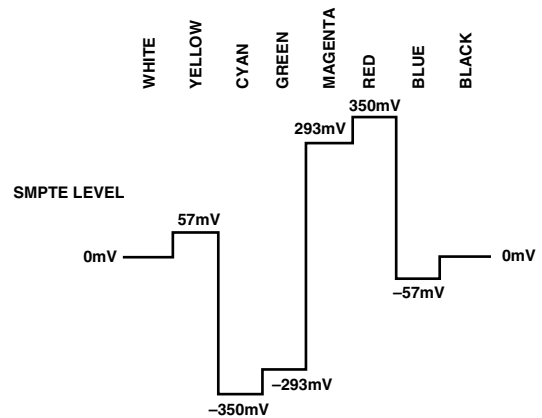 WHITE
YELLOW
CYAN
GREEN
MAGENTA
RED
BLUE
BLACK
350mV
293mV
SMPTE LEVEL
57mV
0mV
0mV
–57mV
–293mV
–350mV